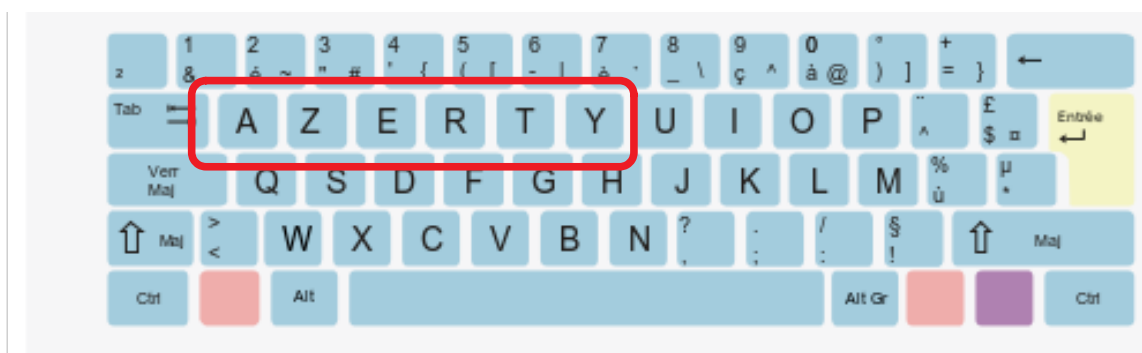 1 2 3 4 5 6 7 8 9 0 ° +
² & é ~ " # ' { ( [ - | è ` _ \ ç ^ à @ ) ] = } ←
Tab A Z E R T Y U I O P ¨ ^ £ $ ¤ Entrée
Verr Maj Q S D F G H J K L M % ù µ *
⇧ Maj > < W X C V B N ? , . ; / : § ! ⇧ Maj
Ctrl Alt Alt Gr Ctrl